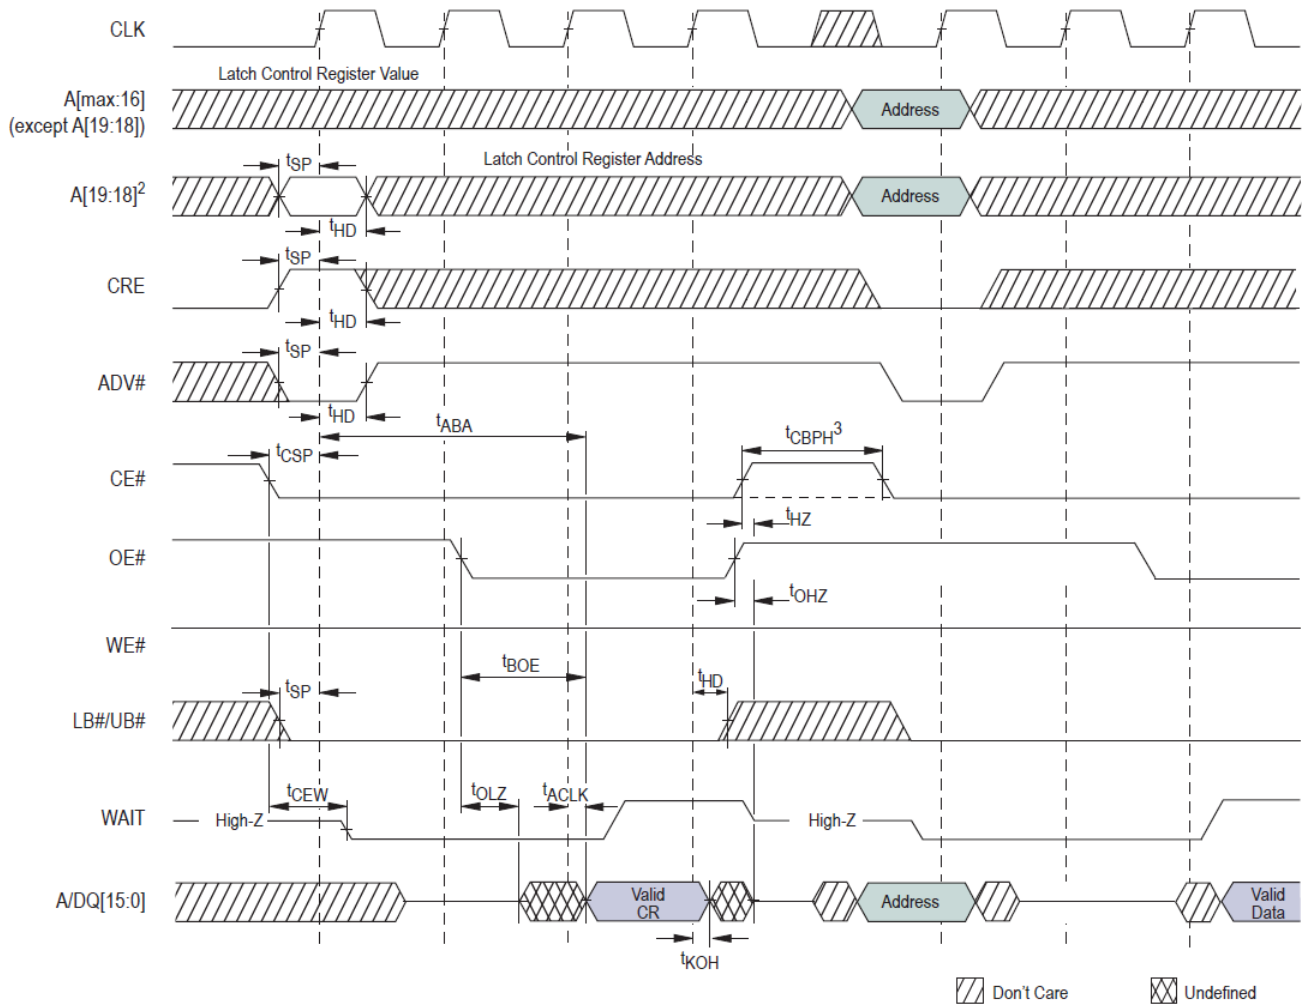 CLK
Latch Control Register Value
A[max:16]
(except A[19:18])
Address
tSP
Latch Control Register Address
A[19:18]2
Address
tHD
tSP
CRE
tHD
tSP
ADV#
tHD
tABA
tCBPH3
tCSP
CE#
tHZ
OE#
tOHZ
WE#
tBOE
tHD
tSP
LB#/UB#
tCEW
tOLZ
tACLK
WAIT
High-Z
High-Z
A/DQ[15:0]
Valid
CR
Address
Valid
Data
tKOH
Don't Care
Undefined